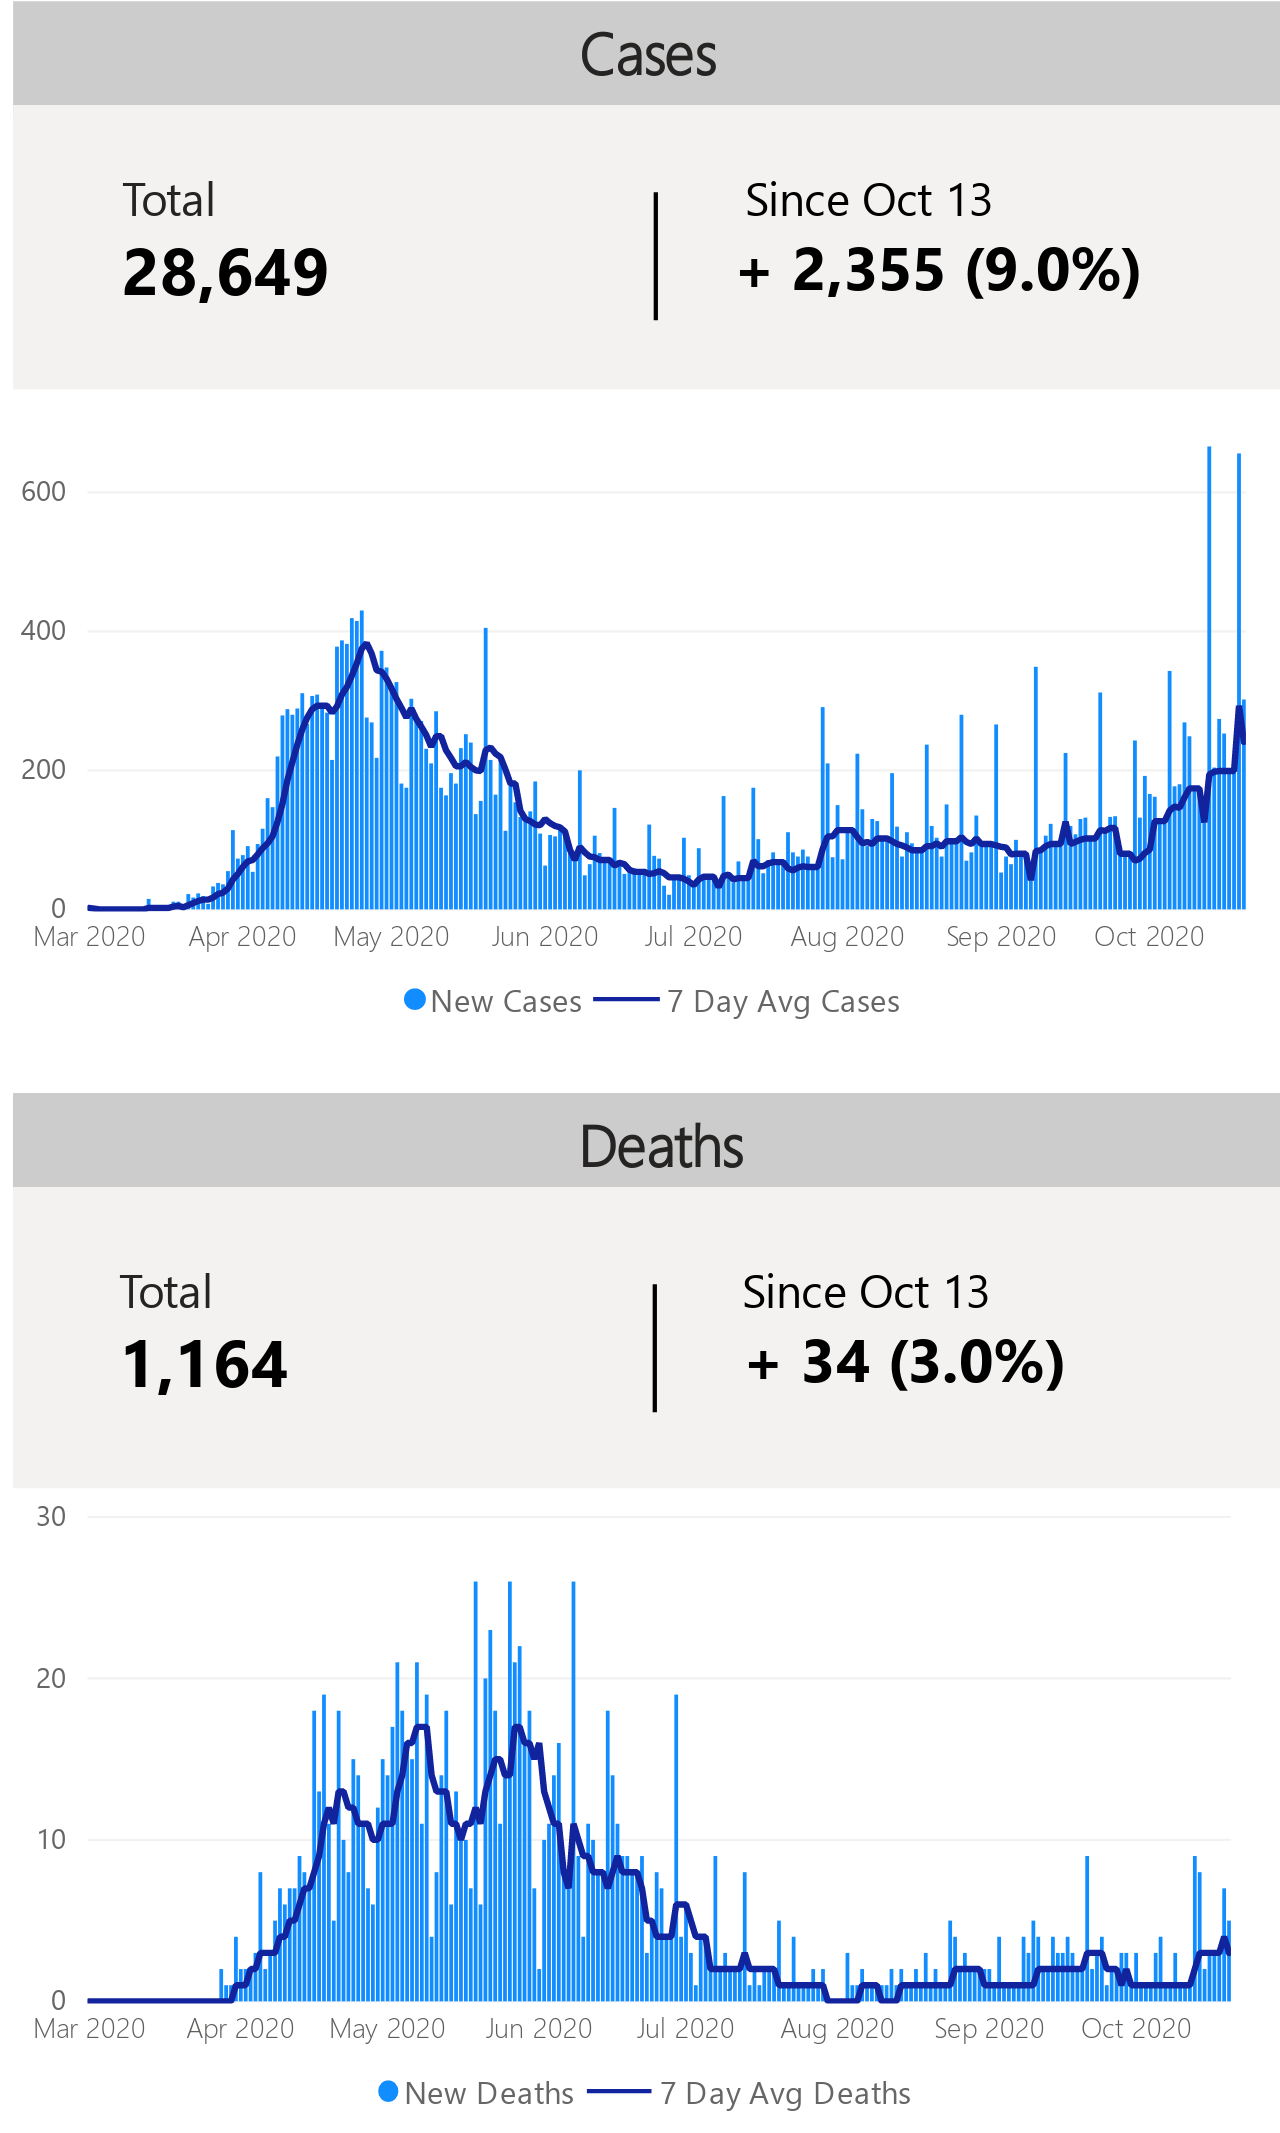 Cases
Total
Since Oct 13
28,649
+ 2,355 (9.0%)
600
400
200
0
Mar 2020 Apr 2020 May 2020 Jun 2020 Jul 2020 Aug 2020 Sep 2020 Oct 2020
New Cases 7 Day Avg Cases
Deaths
Total
Since Oct 13
1,164
+ 34 (3.0%)
30
20
10
0
Mar 2020 Apr 2020 May 2020 Jun 2020 Jul 2020 Aug 2020 Sep 2020 Oct 2020
New Deaths 7 Day Avg Deaths